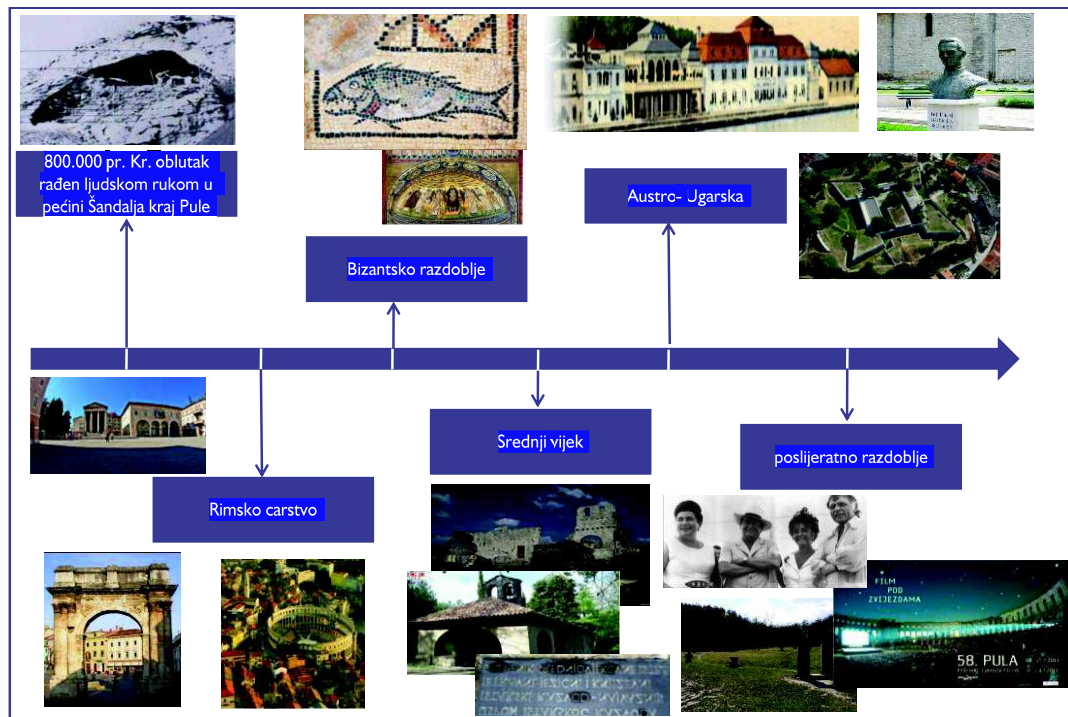 800.000 pr. Kr. oblutak
rađen ljudskom rukom u
pećini Šandalja kraj Pule
Bizantsko razdoblje
Austro- Ugarska
Rimsko carstvo
Srednji vijek
poslijeratno razdoblje
FILM
POD
ZVIJEZDAMA
58. PULA